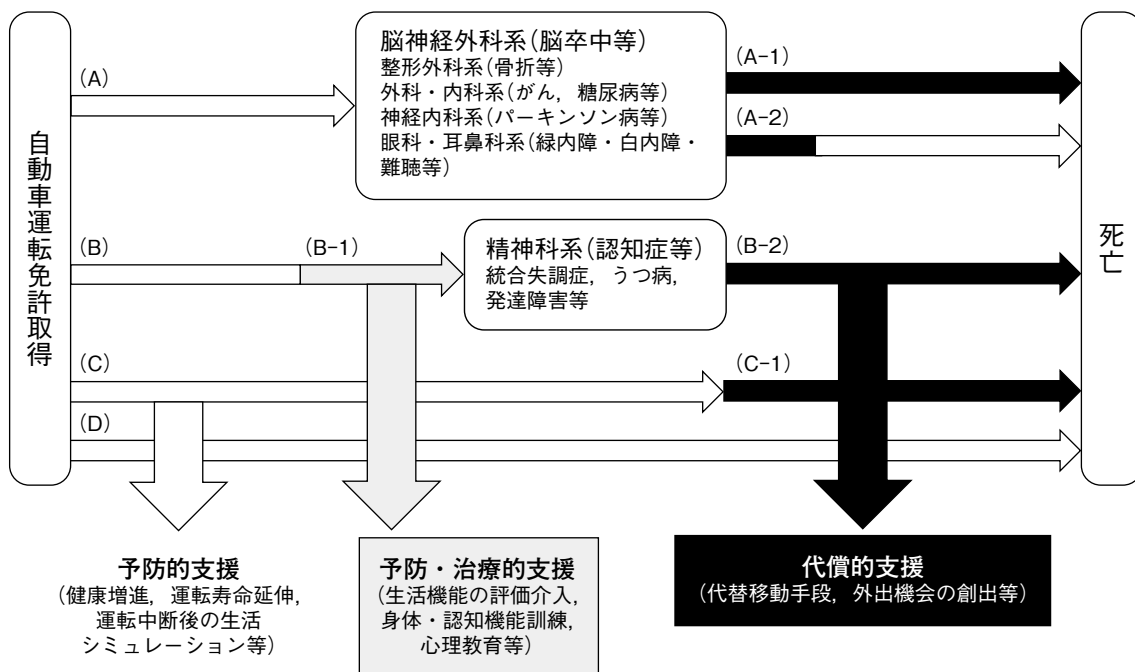 自動車運転免許取得
(A)
脳神経外科系(脳卒中等)
整形外科系(骨折等)
外科・内科系(がん，糖尿病等)
神経内科系(パーキンソン病等)
眼科・耳鼻科系(緑内障・白内障・
難聴等)
(A-1)
(A-2)
(B)
(B-1)
精神科系(認知症等)
統合失調症，うつ病，
発達障害等
(B-2)
(C)
(C-1)
(D)
死亡
予防的支援
(健康増進，運転寿命延伸，
運転中断後の生活
シミュレーション等)
予防・治療的支援
(生活機能の評価介入，
身体・認知機能訓練，
心理教育等)
代償的支援
(代替移動手段，外出機会の創出等)